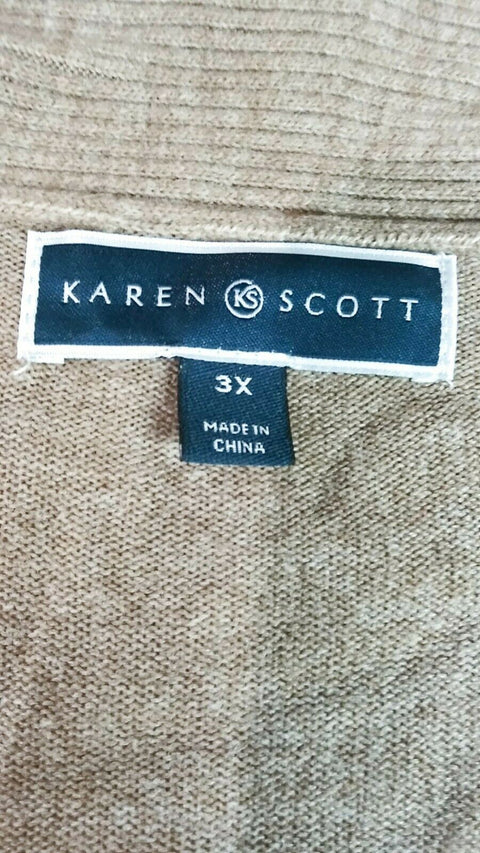 KAREN KS SCOTT
3X
MADE IN
CHINA